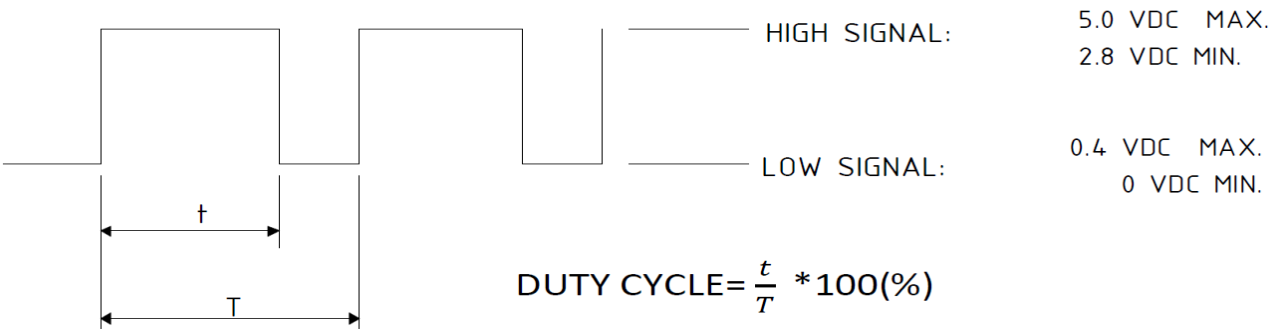 HIGH SIGNAL: 5.0 VDC MAX.
2.8 VDC MIN.
LOW SIGNAL: 0.4 VDC MAX.
0 VDC MIN.
t
T
DUTY CYCLE= t/T *100(%)